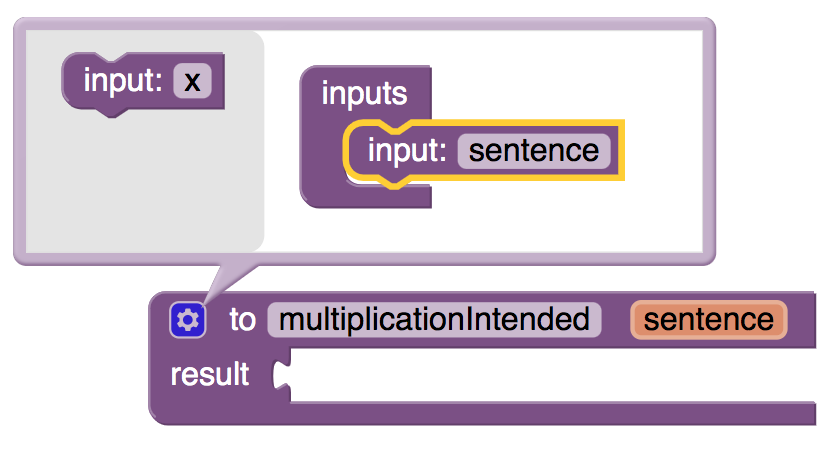 input: x
inputs
input: sentence
to multiplicationIntended sentence
result